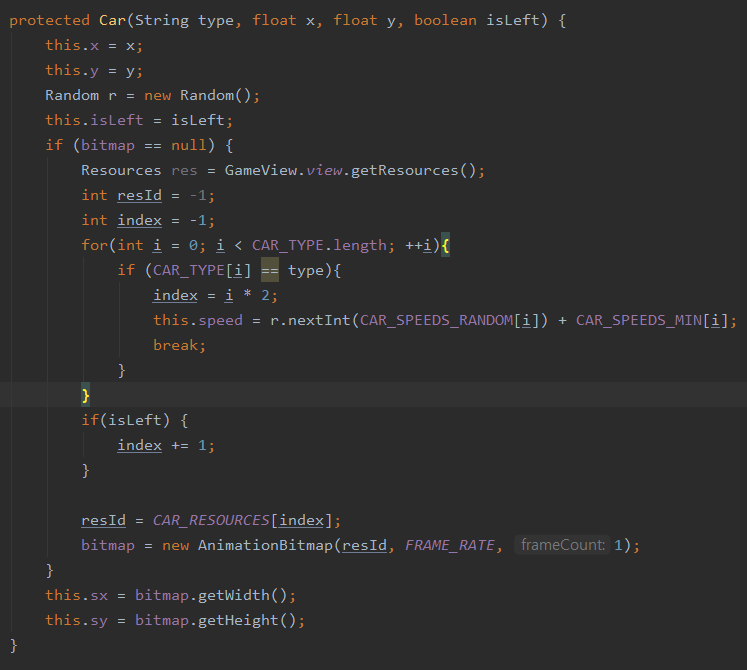 protected Car(String type, float x, float y, boolean isLeft) {
    this.x = x;
    this.y = y;
    Random r = new Random();
    this.isLeft = isLeft;
    if (bitmap == null) {
        Resources res = GameView.view.getResources();
        int resId = -1;
        int index = -1;
        for(int i = 0; i < CAR_TYPE.length; ++i){
            if (CAR_TYPE[i] == type){
                index = i * 2;
                this.speed = r.nextInt(CAR_SPEEDS_RANDOM[i]) + CAR_SPEEDS_MIN[i];
                break;
            }
        }
        if(isLeft) {
            index += 1;
        }

        resId = CAR_RESOURCES[index];
        bitmap = new AnimationBitmap(resId, FRAME_RATE, frameCount: 1);
    }
    this.sx = bitmap.getWidth();
    this.sy = bitmap.getHeight();
}